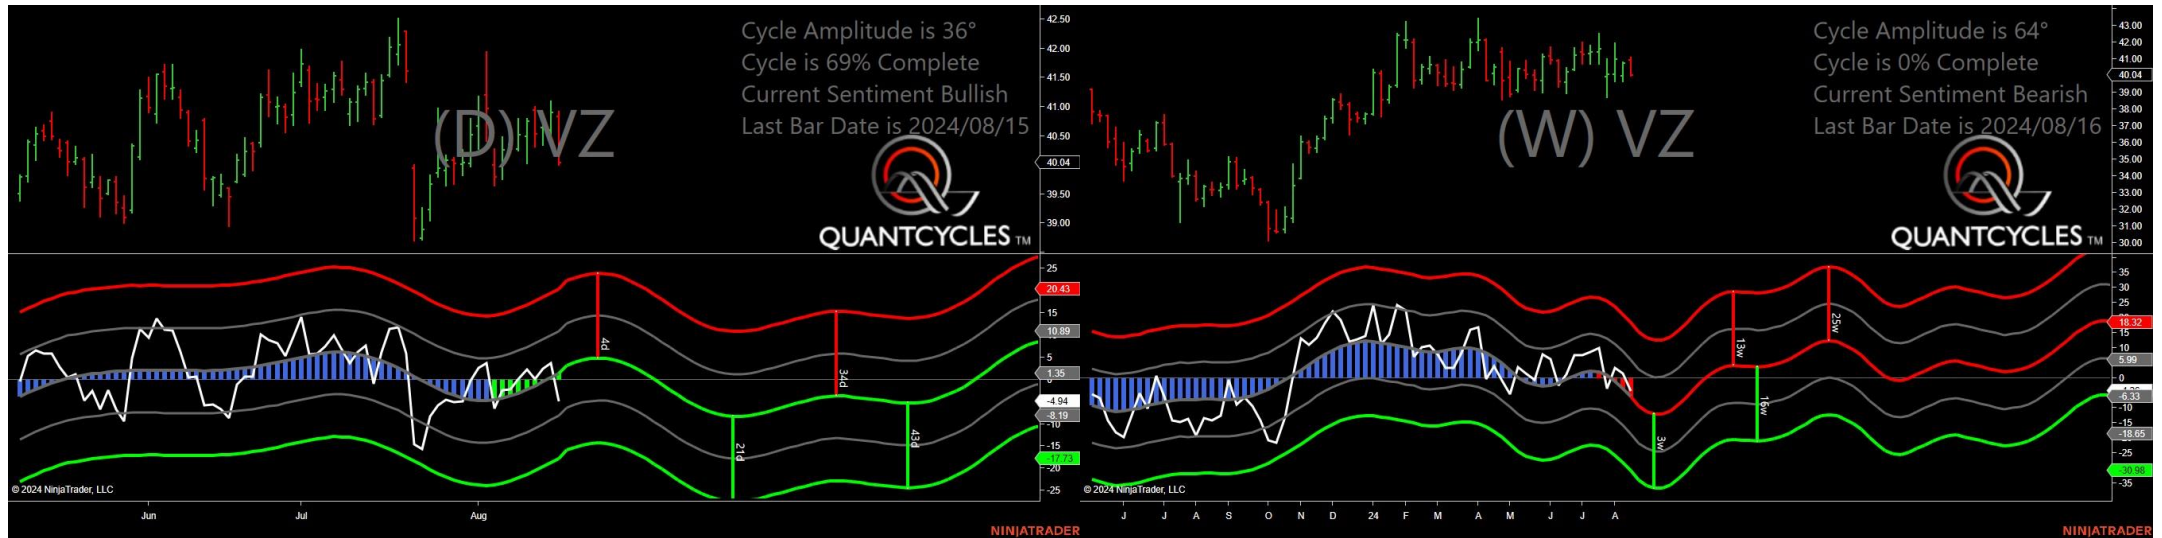 Cycle Amplitude is 36°
Cycle is 69% Complete
Current Sentiment Bullish
Last Bar Date is 2024/08/15
(D) VZ
QUANTCYCLES TM
42.50
42.00
41.50
41.00
40.50
40.04
39.50
39.00
25
20.43
15
10.89
5
1.35
-4.94
-8.19
-10
-15
-17.73
-20
-25
4d
21d
34d
43d
© 2024 NinjaTrader, LLC
Jun
Jul
Aug
NINJATRADER
Cycle Amplitude is 64°
Cycle is 0% Complete
Current Sentiment Bearish
Last Bar Date is 2024/08/16
(W) VZ
QUANTCYCLES TM
43.00
42.00
41.00
40.04
39.00
38.00
37.00
36.00
35.00
34.00
33.00
32.00
31.00
30.00
35
30
25
20
18.32
15
10
5.99
0
-6.33
-10
-15
-18.65
-25
-30.98
-35
3w
13w
16w
25w
© 2024 NinjaTrader, LLC
J
J
A
S
O
N
D
24
F
M
A
M
J
J
A
NINJATRADER